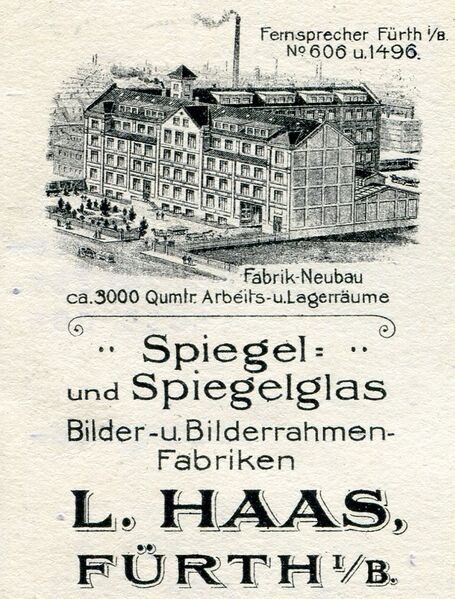 Fernsprecher Fürth i/B.
No 606 u. 1496.
Fabrik-Neubau
ca. 3000 Qumtr. Arbeits-u. Lagerräume
Spiegel=
und Spiegelglas
Bilder-u. Bilderrahmen-
Fabriken
L. HAAS,
FÜRTH I/B.